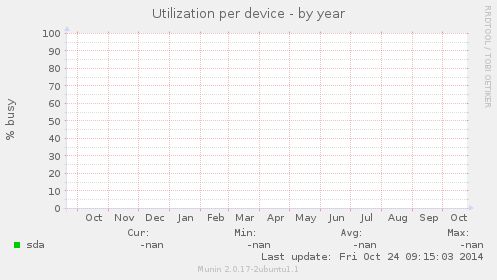 Utilization per device - by year
RRDTOOL / TOBI OETIKER
% busy
100
90
80
70
60
50
40
30
20
10
0
Oct Nov Dec Jan Feb Mar Apr May Jun Jul Aug Sep Oct
Cur: Min: Avg: Max:
sda -nan -nan -nan -nan
Last update: Fri Oct 24 09:15:03 2014
Munin 2.0.17-2ubuntu1.1